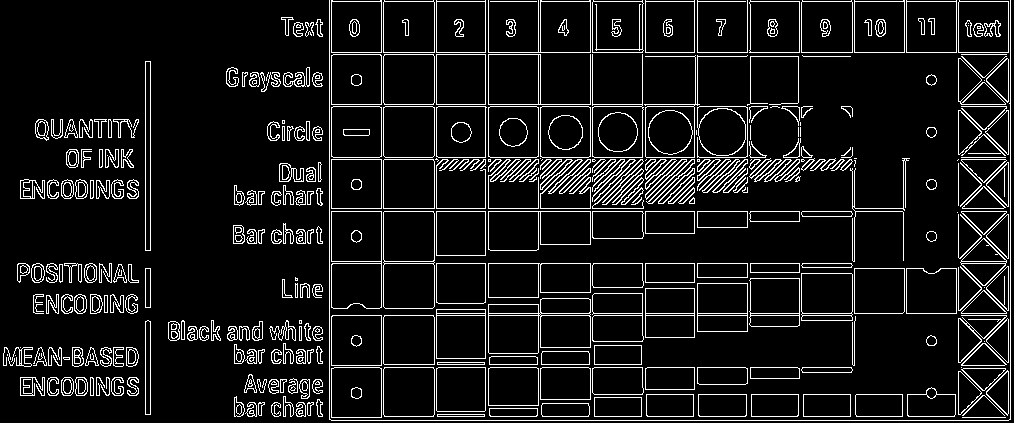 Text 0 1 2 3 4 5 6 7 8 9 10 11 text
Grayscale
QUANTITY
OF INK
ENCODINGS
Circle
Dual
bar chart
Bar chart
POSITIONAL
ENCODING
Line
MEAN-BASED
ENCODINGS
Black and white
bar chart
Average
bar chart